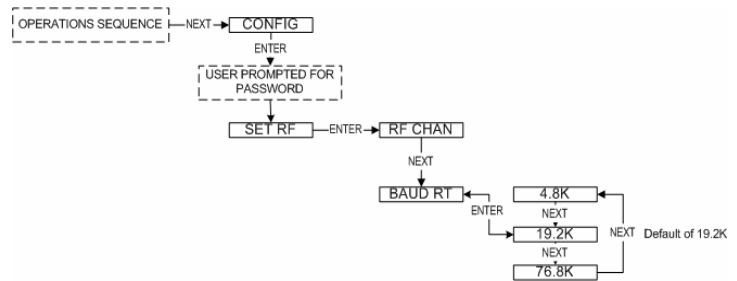 OPERATIONS SEQUENCE
NEXT
CONFIG
ENTER
USER PROMPTED FOR
PASSWORD
SET RF
ENTER
RF CHAN
NEXT
BAUD RT
ENTER
4.8K
NEXT
19.2K
NEXT
Default of 19.2K
NEXT
76.8K